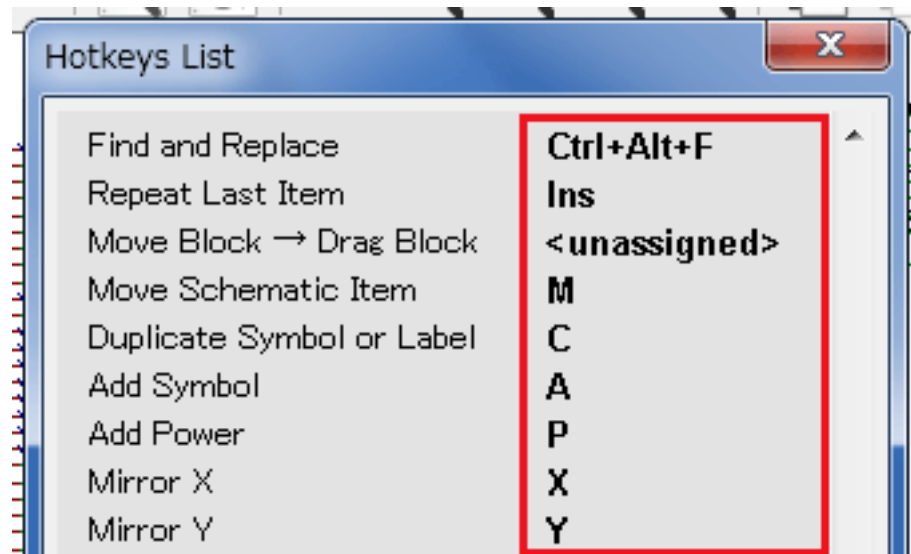 Hotkeys List
Find and Replace Ctrl+Alt+F
Repeat Last Item Ins
Move Block → Drag Block <unassigned>
Move Schematic Item M
Duplicate Symbol or Label C
Add Symbol A
Add Power P
Mirror X X
Mirror Y Y